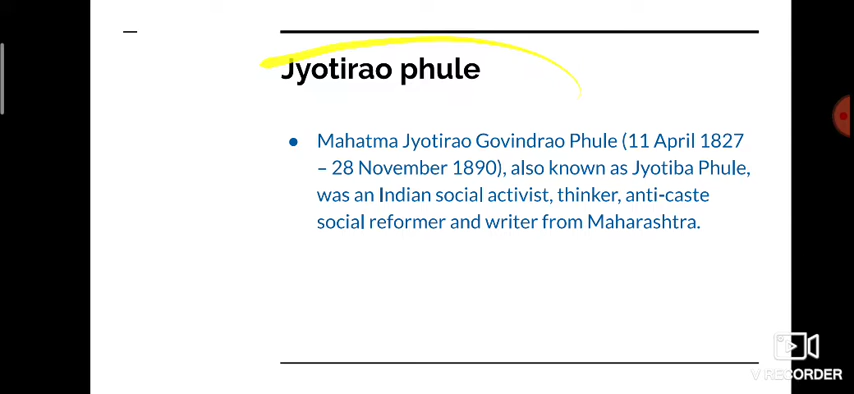 Jyotirao phule
● Mahatma Jyotirao Govindrao Phule (11 April 1827
– 28 November 1890), also known as Jyotiba Phule,
was an Indian social activist, thinker, anti-caste
social reformer and writer from Maharashtra.
V RECORDER